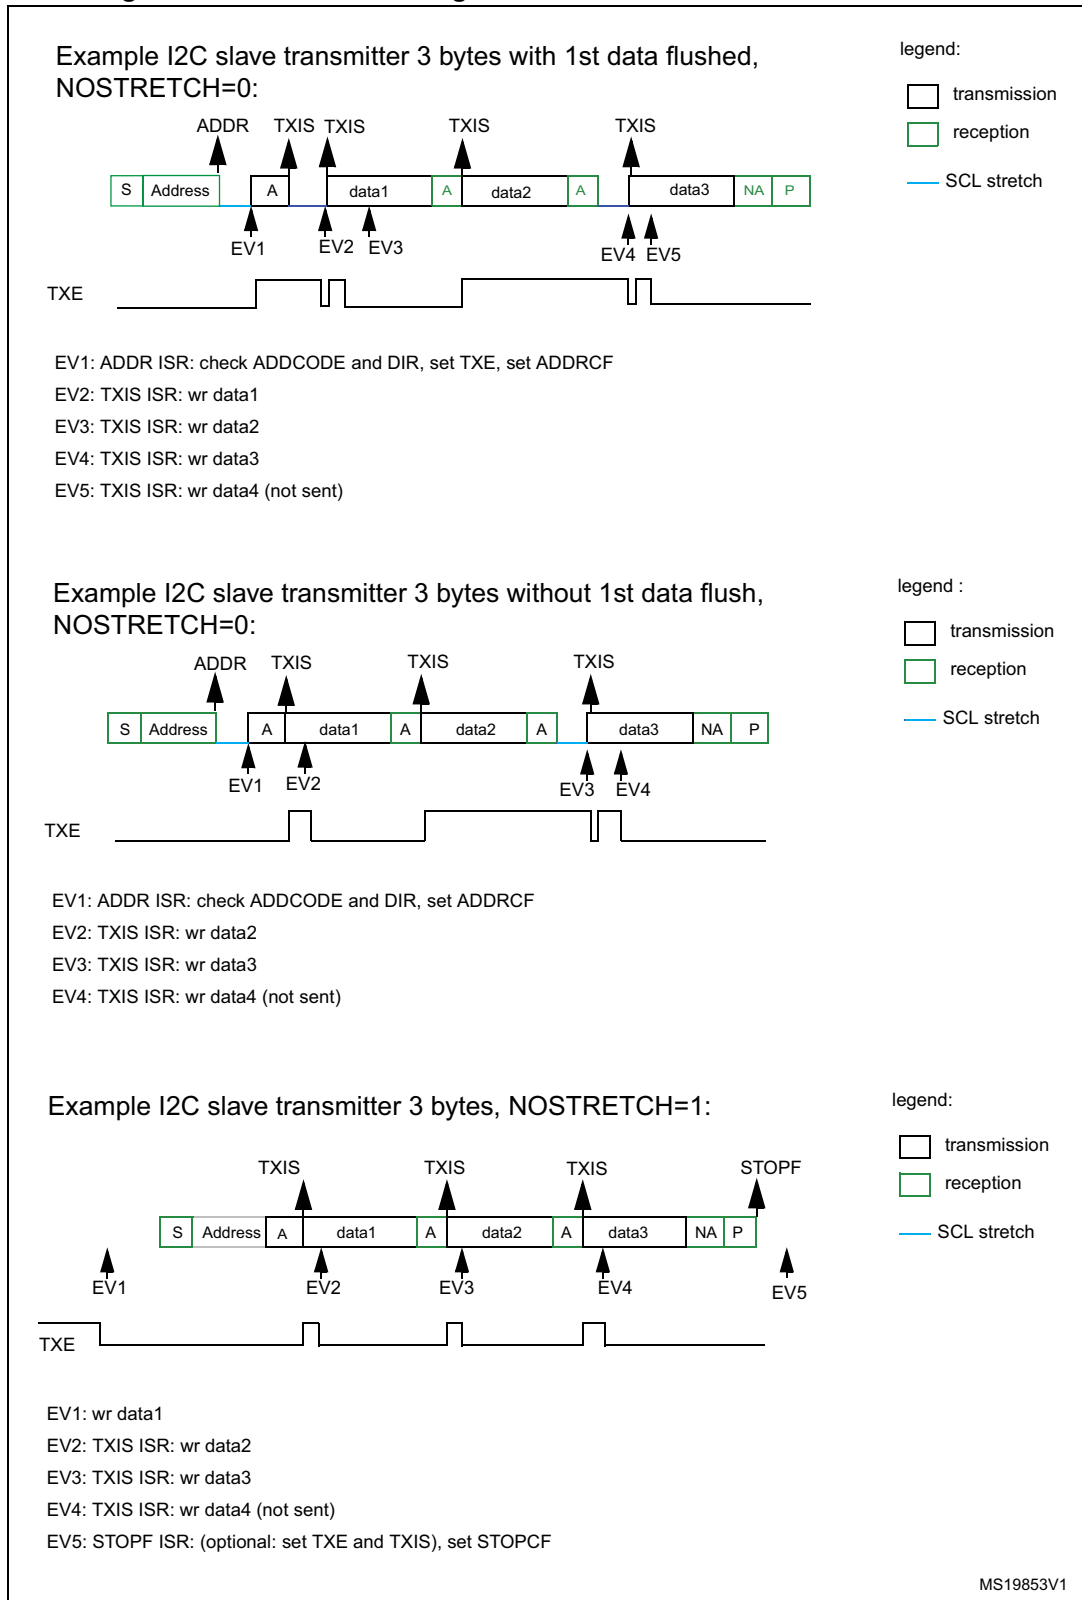 Example I2C slave transmitter 3 bytes with 1st data flushed,
NOSTRETCH=0:
legend:
transmission
reception
SCL stretch
ADDR TXIS TXIS TXIS TXIS
S Address A data1 A data2 A data3 NA P
EV1 EV2 EV3 EV4 EV5
TXE
EV1: ADDR ISR: check ADDCODE and DIR, set TXE, set ADDRCF
EV2: TXIS ISR: wr data1
EV3: TXIS ISR: wr data2
EV4: TXIS ISR: wr data3
EV5: TXIS ISR: wr data4 (not sent)
Example I2C slave transmitter 3 bytes without 1st data flush,
NOSTRETCH=0:
legend :
transmission
reception
SCL stretch
ADDR TXIS TXIS TXIS
S Address A data1 A data2 A data3 NA P
EV1 EV2 EV3 EV4
TXE
EV1: ADDR ISR: check ADDCODE and DIR, set ADDRCF
EV2: TXIS ISR: wr data2
EV3: TXIS ISR: wr data3
EV4: TXIS ISR: wr data4 (not sent)
Example I2C slave transmitter 3 bytes, NOSTRETCH=1:
legend:
transmission
reception
SCL stretch
TXIS TXIS TXIS STOPF
S Address A data1 A data2 A data3 NA P
EV1 EV2 EV3 EV4 EV5
TXE
EV1: wr data1
EV2: TXIS ISR: wr data2
EV3: TXIS ISR: wr data3
EV4: TXIS ISR: wr data4 (not sent)
EV5: STOPF ISR: (optional: set TXE and TXIS), set STOPCF
MS19853V1